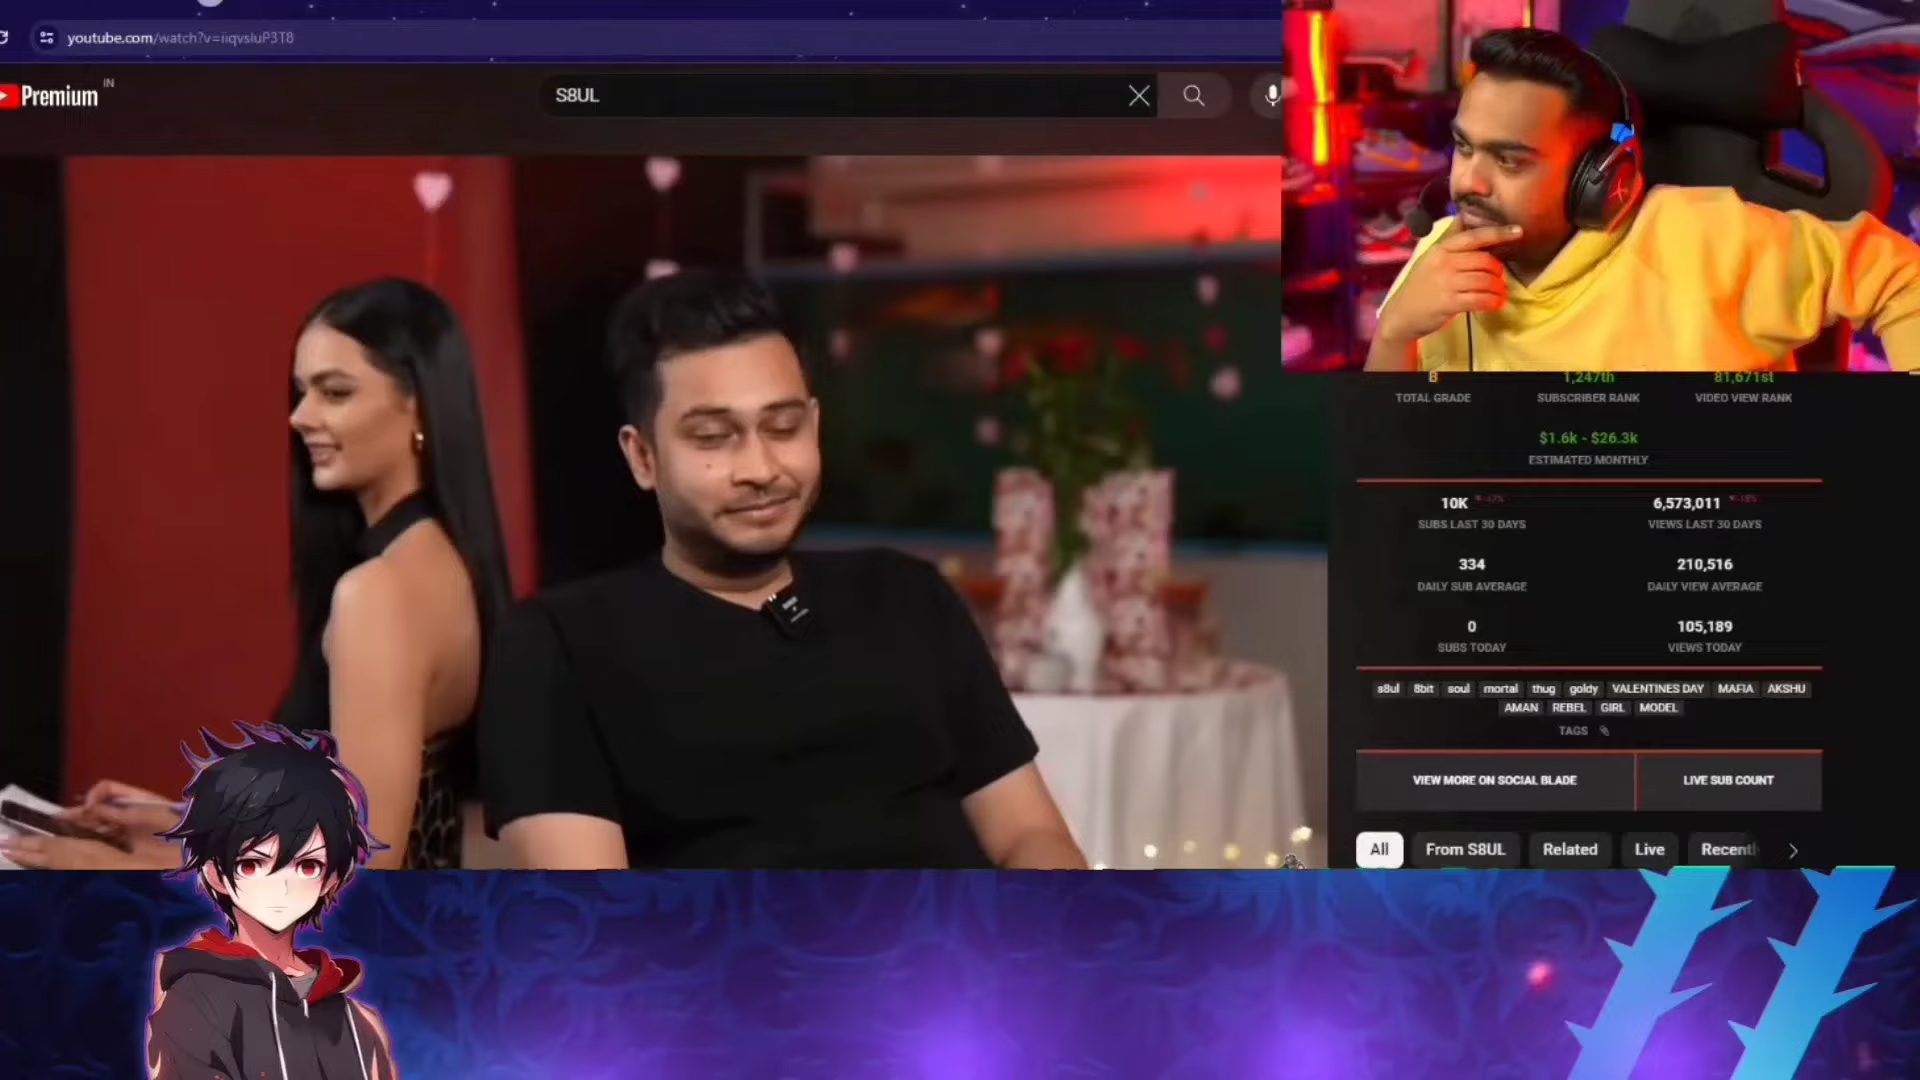 youtube.com/watch?v=iiqvsluP3T8
Premium IN
S8UL
B 1,247th 81,671st
TOTAL GRADE SUBSCRIBER RANK VIDEO VIEW RANK
$1.6k - $26.3k
ESTIMATED MONTHLY
10K 6,573,011
SUBS LAST 30 DAYS VIEWS LAST 30 DAYS
334 210,516
DAILY SUB AVERAGE DAILY VIEW AVERAGE
0 105,189
SUBS TODAY VIEWS TODAY
s8ul 8bit soul mortal thug goldy VALENTINES DAY MAFIA AKSHU
AMAN REBEL GIRL MODEL
TAGS
VIEW MORE ON SOCIAL BLADE LIVE SUB COUNT
All From S8UL Related Live Recentl